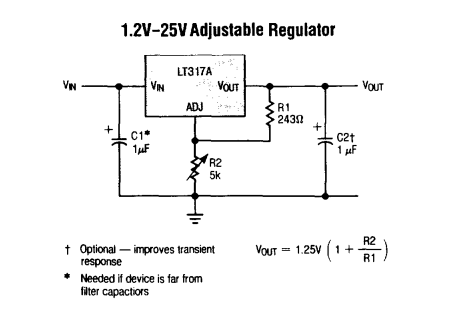 1.2V–25V Adjustable Regulator
LT317A
VIN
VIN
VOUT
VOUT
ADJ
R1
243Ω
+
C1*
1μF
R2
5k
+
C2†
1 μF
† Optional — improves transient
response
* Needed if device is far from
filter capactiors
VOUT = 1.25V ( 1 + R2
R1 )